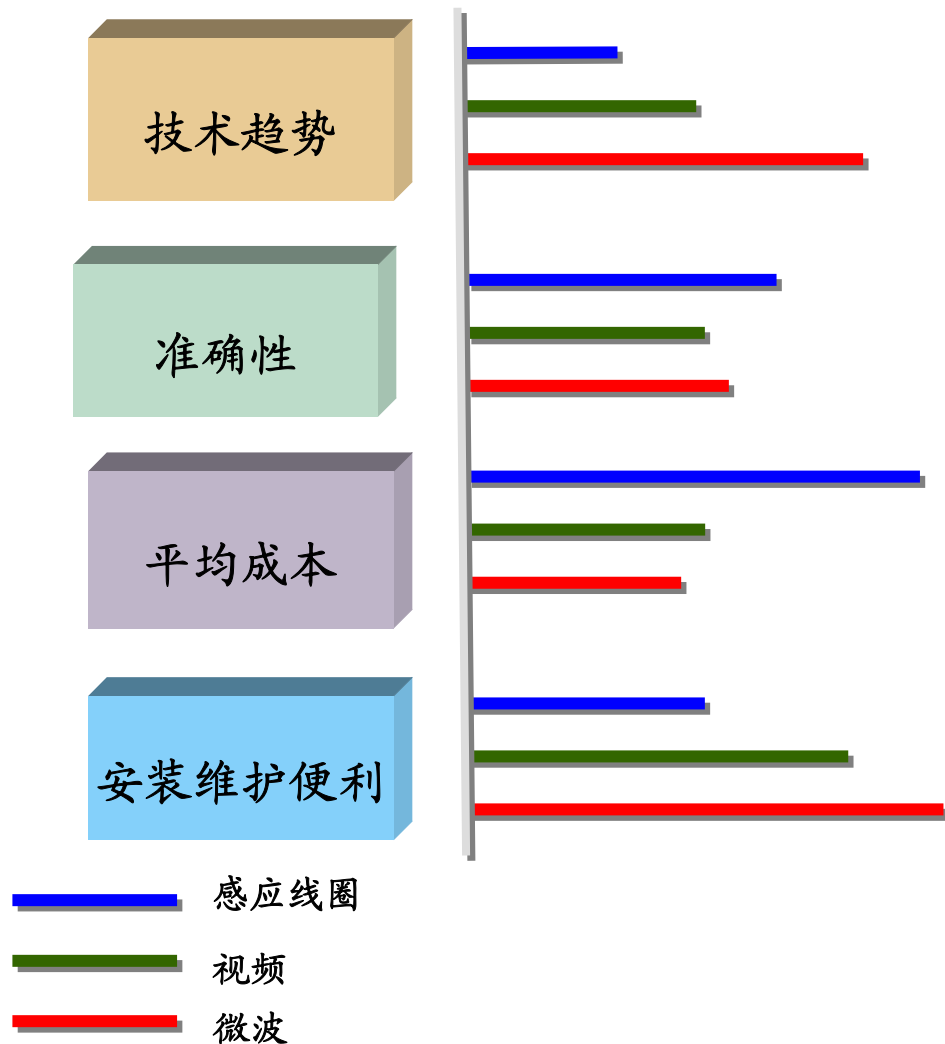 技术趋势
准确性
平均成本
安装维护便利
感应线圈
视频
微波